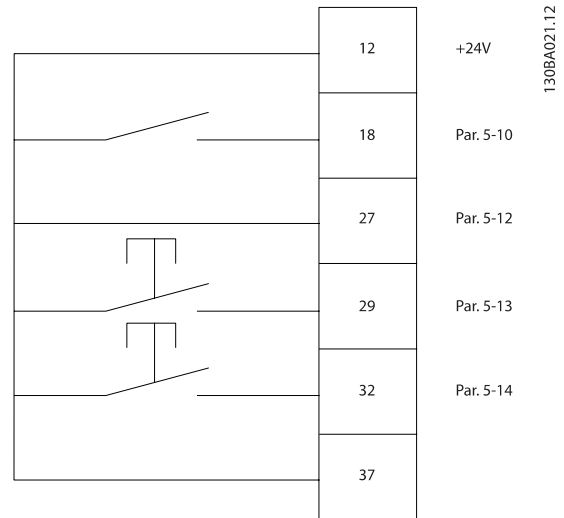 12 +24V
18 Par. 5-10
27 Par. 5-12
29 Par. 5-13
32 Par. 5-14
37
130BA021.12